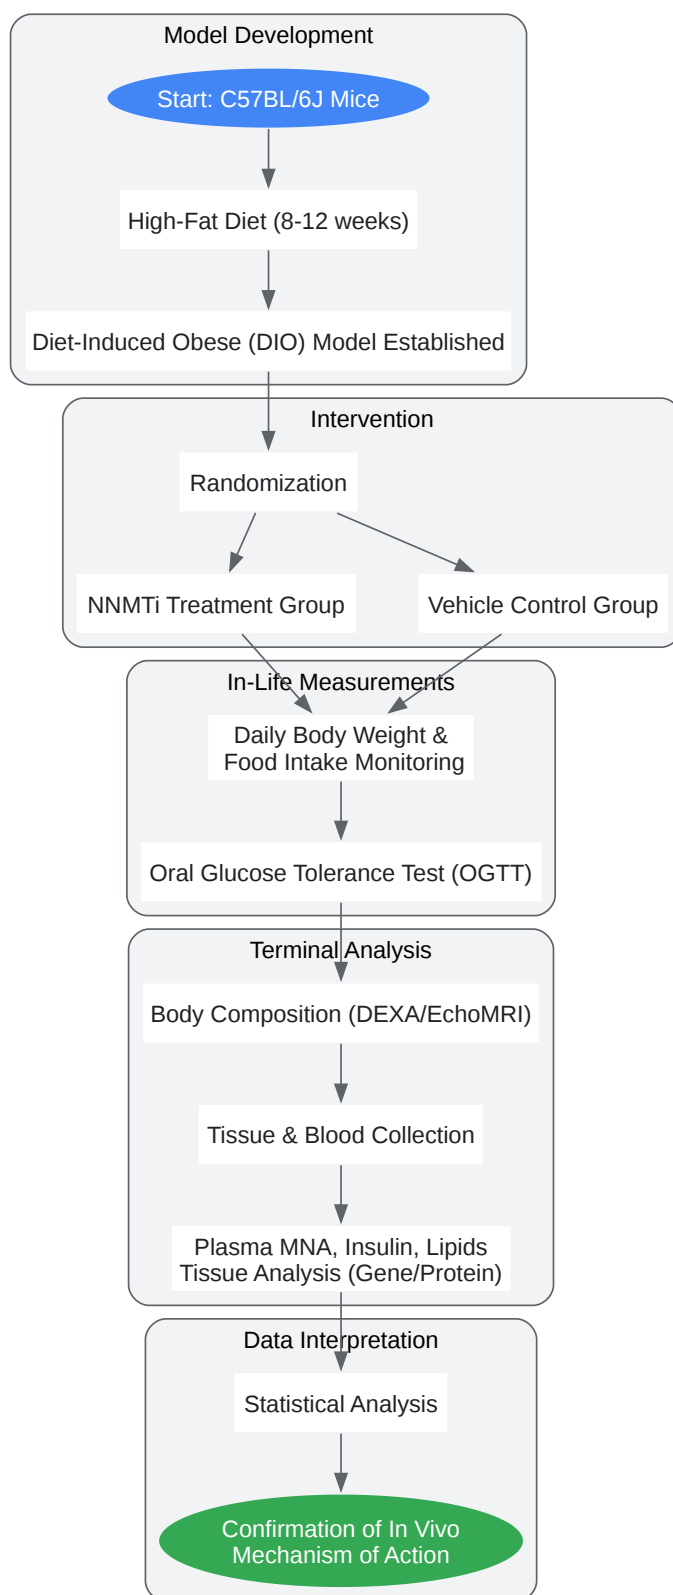 Model Development
Start: C57BL/6J Mice
High-Fat Diet (8-12 weeks)
Diet-Induced Obese (DIO) Model Established
Intervention
Randomization
NNMTi Treatment Group
Vehicle Control Group
In-Life Measurements
Daily Body Weight &
Food Intake Monitoring
Oral Glucose Tolerance Test (OGTT)
Terminal Analysis
Body Composition (DEXA/EchoMRI)
Tissue & Blood Collection
Plasma MNA, Insulin, Lipids
Tissue Analysis (Gene/Protein)
Data Interpretation
Statistical Analysis
Confirmation of In Vivo
Mechanism of Action